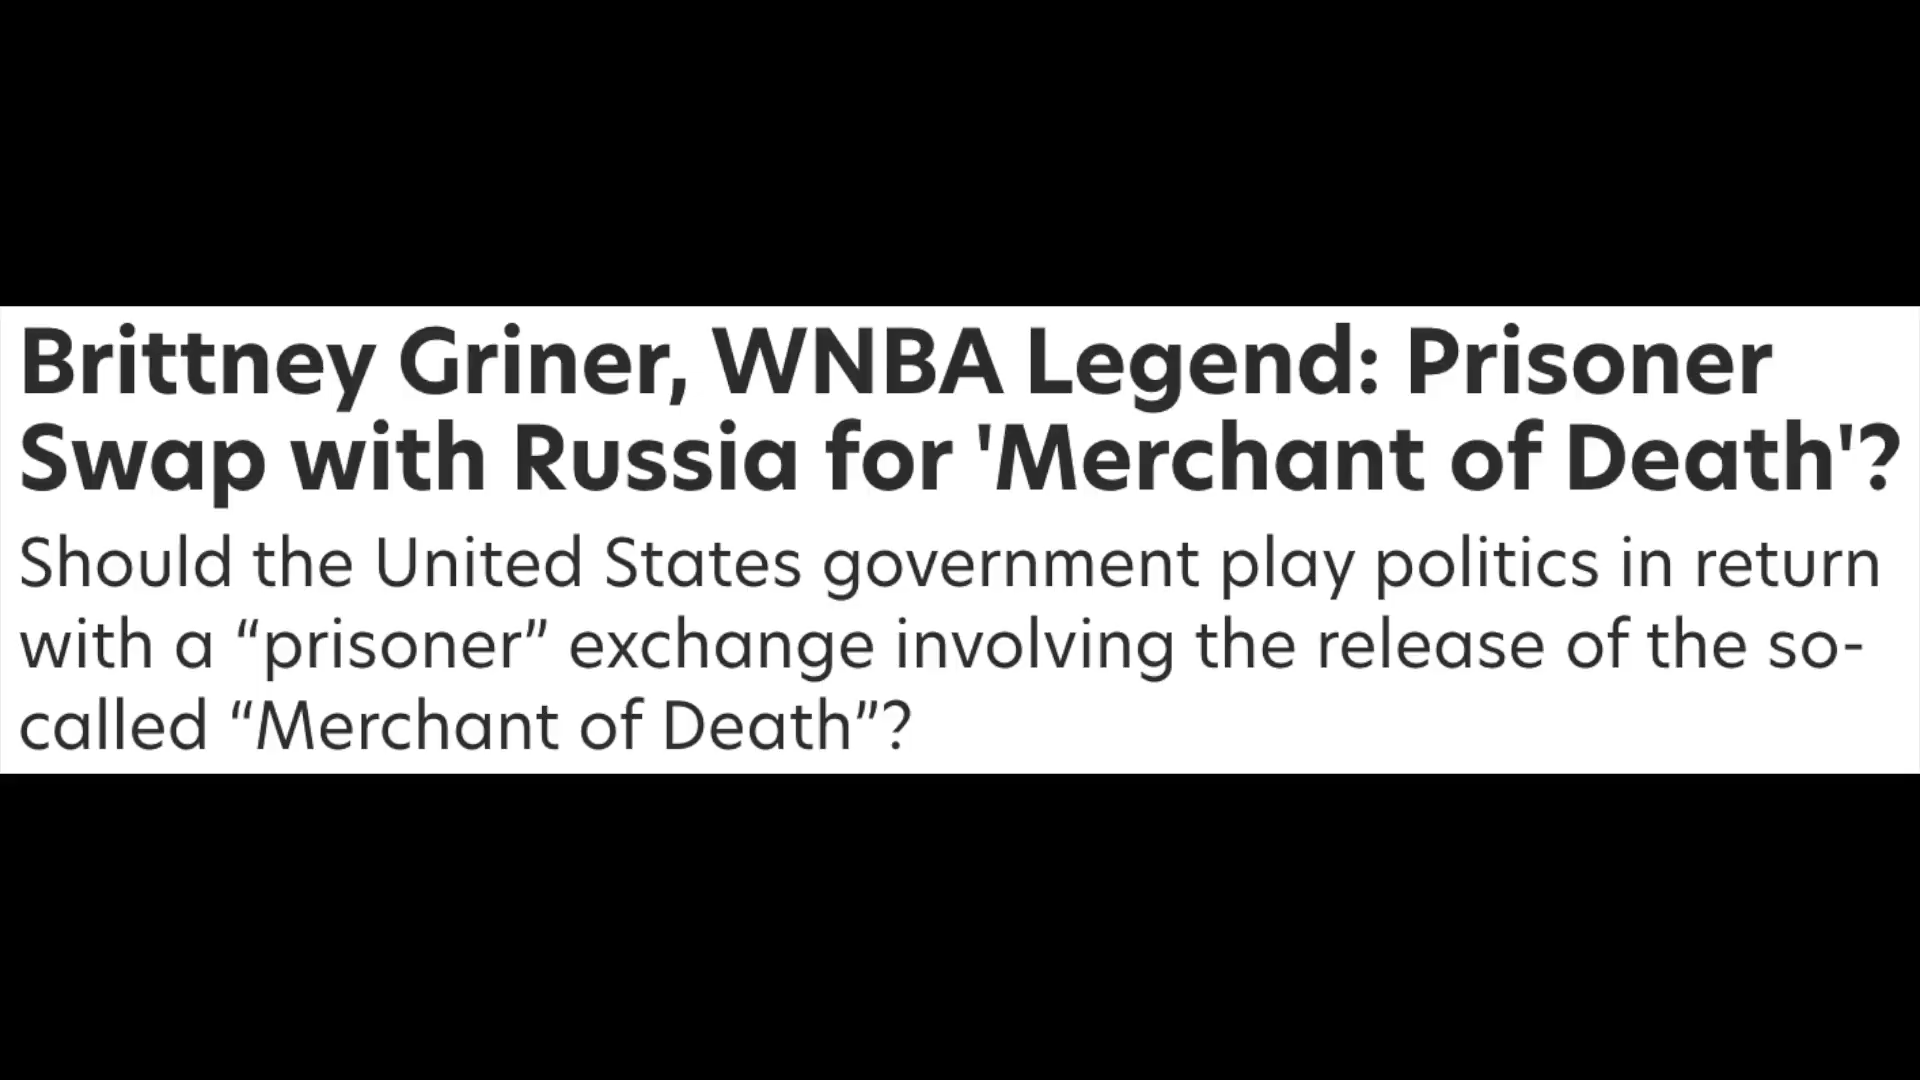 Brittney Griner, WNBA Legend: Prisoner
Swap with Russia for 'Merchant of Death'?
Should the United States government play politics in return
with a “prisoner” exchange involving the release of the so-
called “Merchant of Death”?